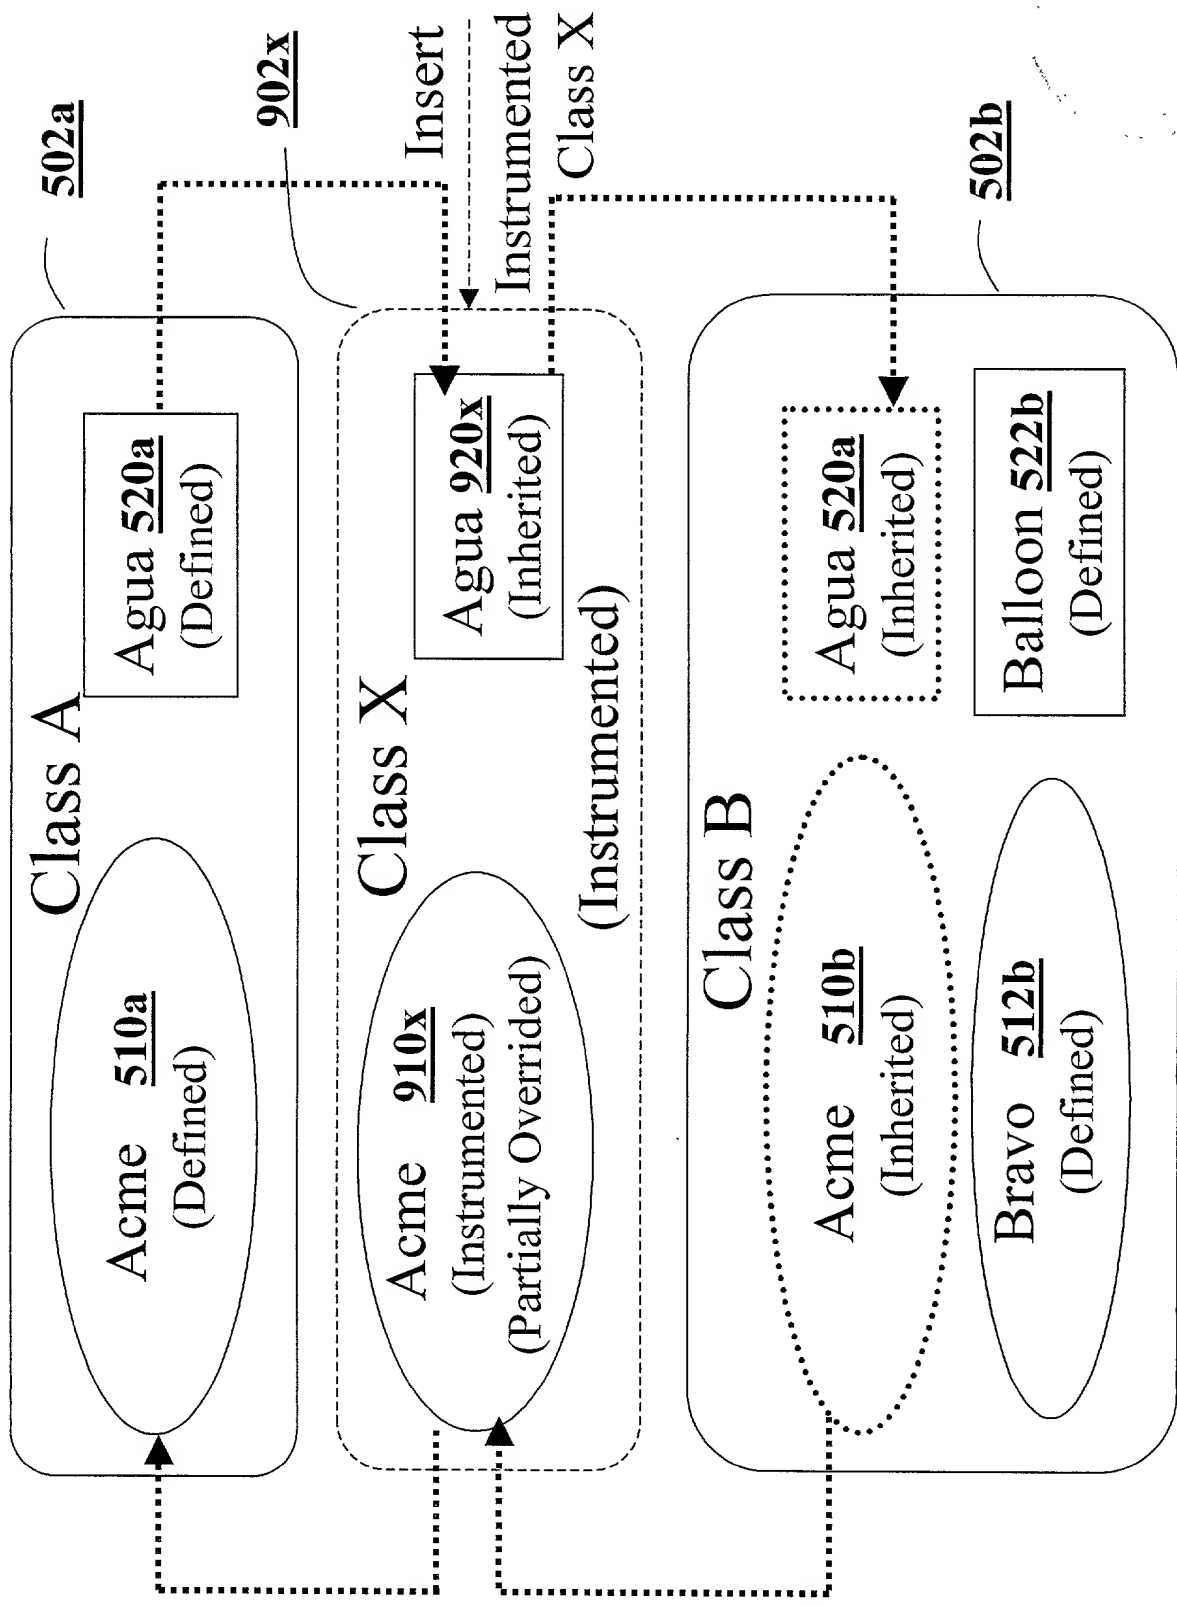 502a
Class A
Acme 510a
(Defined)
Agua 520a
(Defined)
902x
Insert
Instrumented
Class X
Class X
Acme 910x
(Instrumented)
(Partially Overrided)
Agua 920x
(Inherited)
(Instrumented)
502b
Class B
Acme 510b
(Inherited)
Agua 520a
(Inherited)
Bravo 512b
(Defined)
Balloon 522b
(Defined)